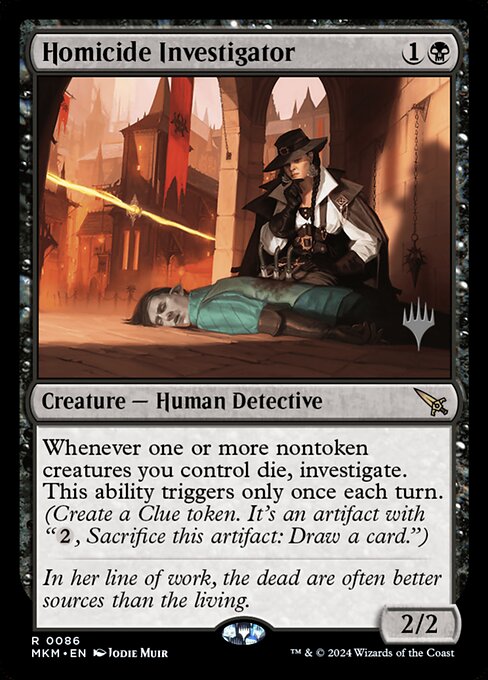 Homicide Investigator 1
Creature — Human Detective
Whenever one or more nontoken
creatures you control die, investigate.
This ability triggers only once each turn.
(Create a Clue token. It's an artifact with
“2, Sacrifice this artifact: Draw a card.”)
In her line of work, the dead are often better
sources than the living.
2/2
R 0086
MKM • EN Jodie Muir
™ & © 2024 Wizards of the Coast